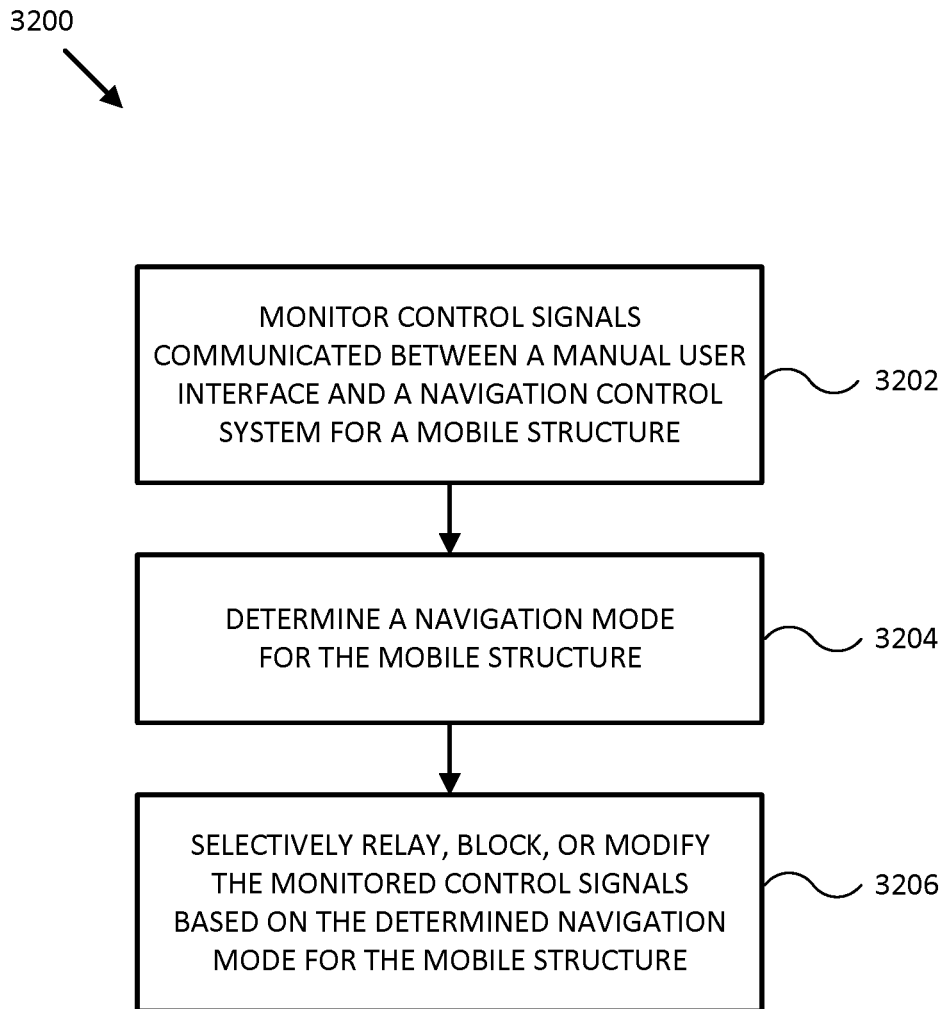 3200
MONITOR CONTROL SIGNALS
COMMUNICATED BETWEEN A MANUAL USER
INTERFACE AND A NAVIGATION CONTROL
SYSTEM FOR A MOBILE STRUCTURE
3202
DETERMINE A NAVIGATION MODE
FOR THE MOBILE STRUCTURE
3204
SELECTIVELY RELAY, BLOCK, OR MODIFY
THE MONITORED CONTROL SIGNALS
BASED ON THE DETERMINED NAVIGATION
MODE FOR THE MOBILE STRUCTURE
3206